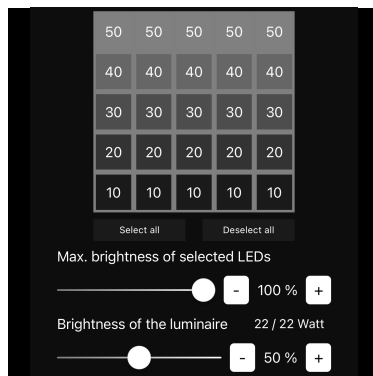 50 50 50 50 50
40 40 40 40 40
30 30 30 30 30
20 20 20 20 20
10 10 10 10 10
Select all Deselect all
Max. brightness of selected LEDs
- 100 % +
Brightness of the luminaire 22 / 22 Watt
- 50 % +